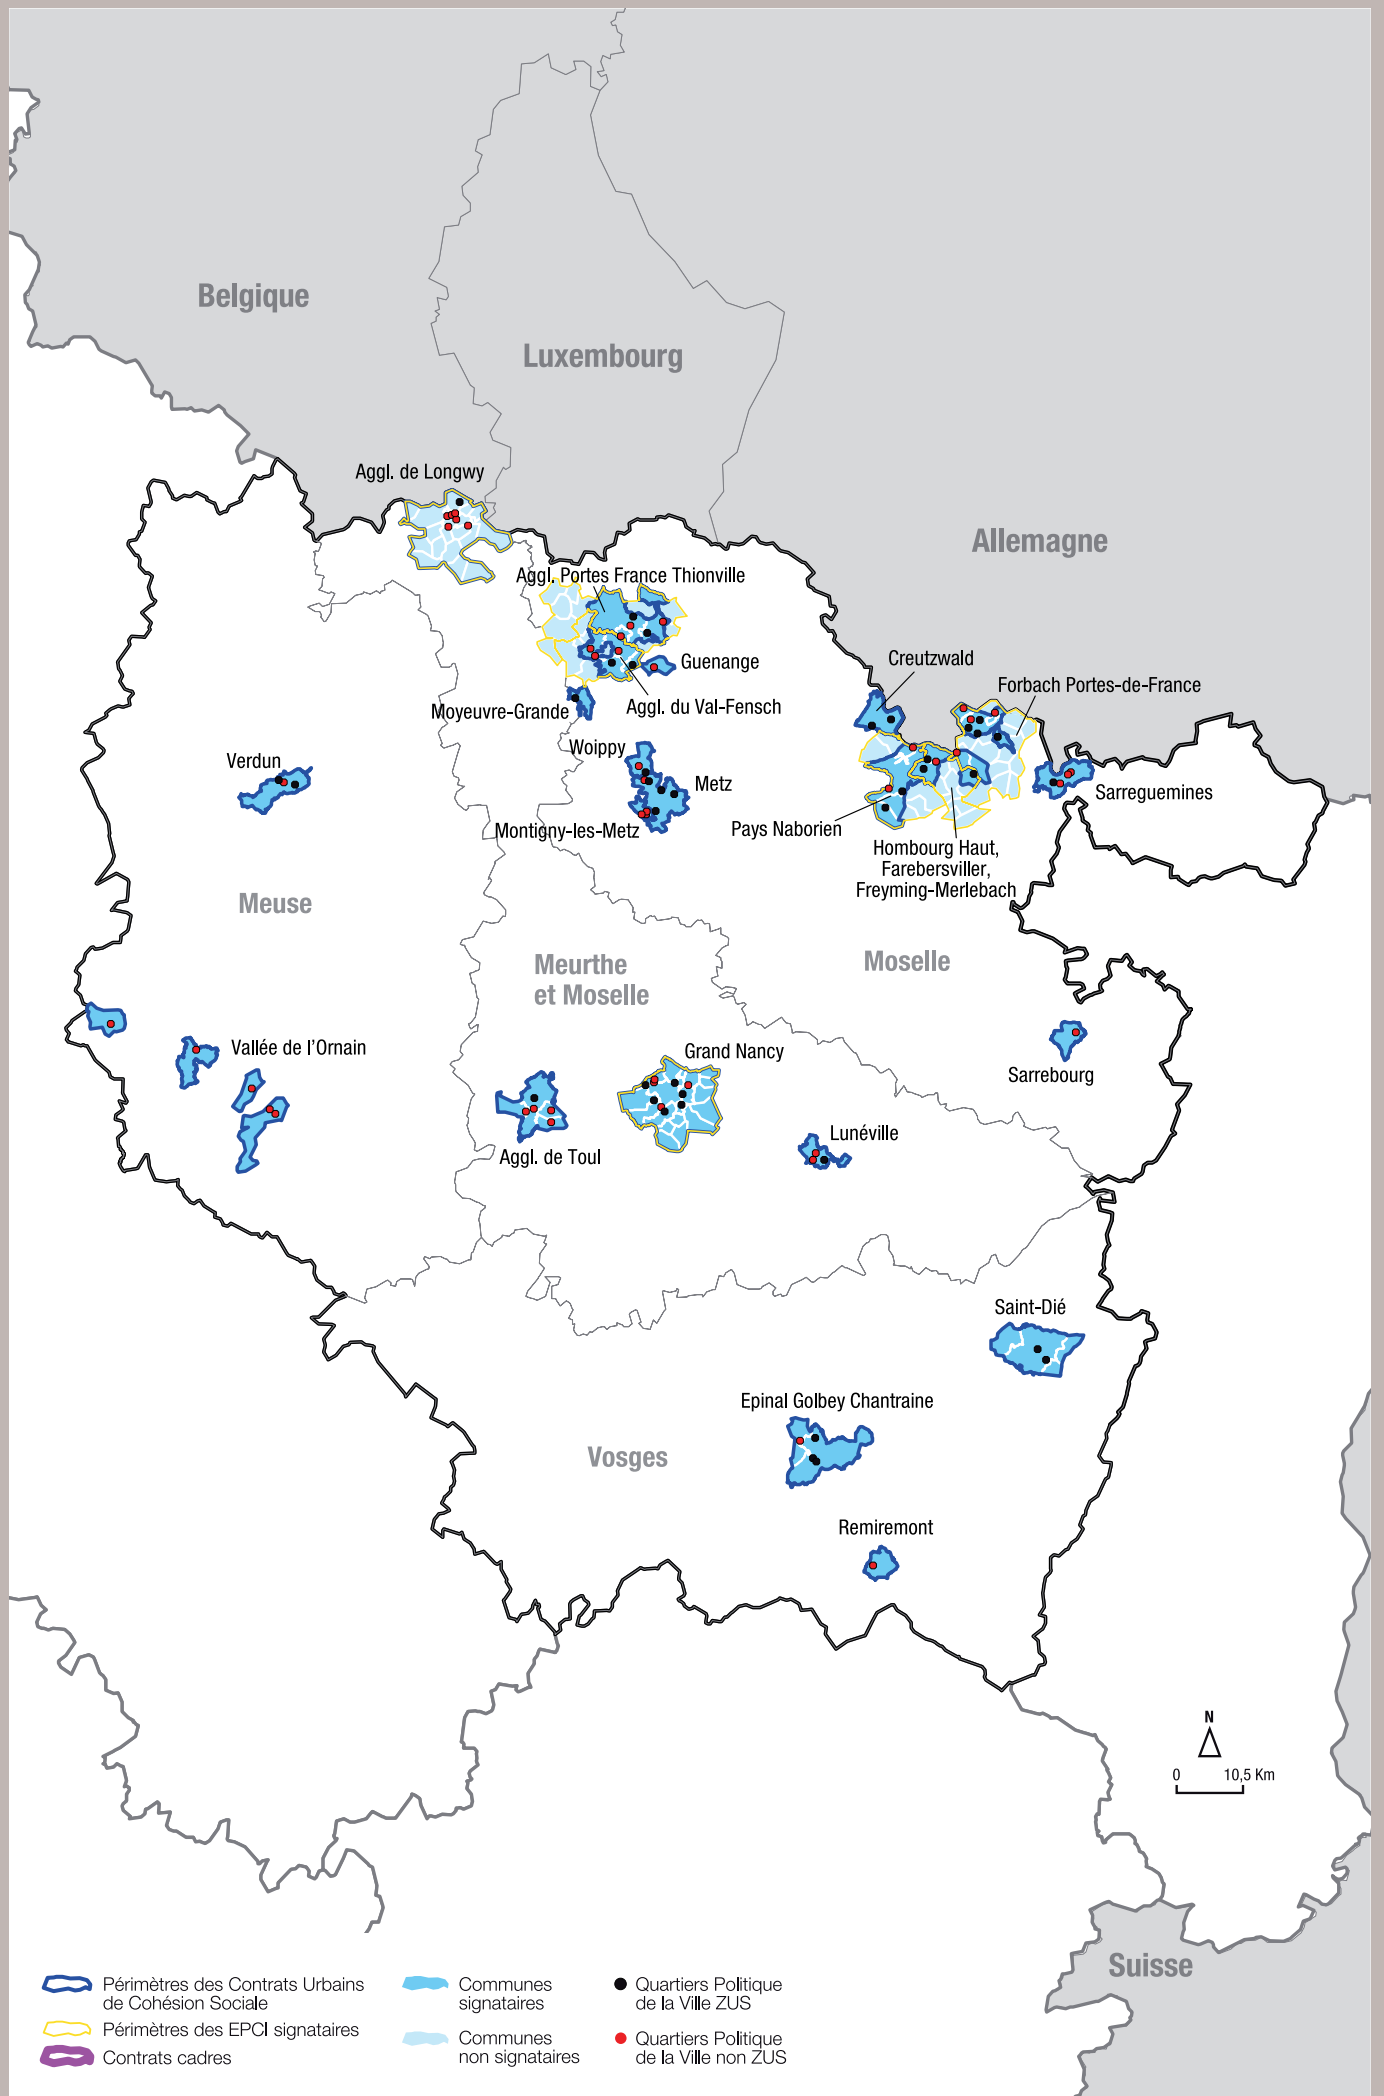 Belgique
Luxembourg
Aggl. de Longwy
Allemagne
Aggl. Portes France Thionville
Guenange
Creutzwald
Forbach Portes-de-France
Moyeuvre-Grande
Aggl. du Val-Fensch
Woippy
Verdun
Metz
Sarreguemines
Montigny-les-Metz
Pays Naborien
Hombourg Haut,
Farebersviller,
Freyming-Merlebach
Meuse
Meurthe
et Moselle
Moselle
Vallée de l'Ornain
Grand Nancy
Sarrebourg
Lunéville
Aggl. de Toul
Saint-Dié
Epinal Golbey Chantraine
Vosges
Remiremont
N
0 10,5 Km
Suisse
Périmètres des Contrats Urbains
de Cohésion Sociale
Périmètres des EPCI signataires
Contrats cadres
Communes
signataires
Communes
non signataires
Quartiers Politique
de la Ville ZUS
Quartiers Politique
de la Ville non ZUS